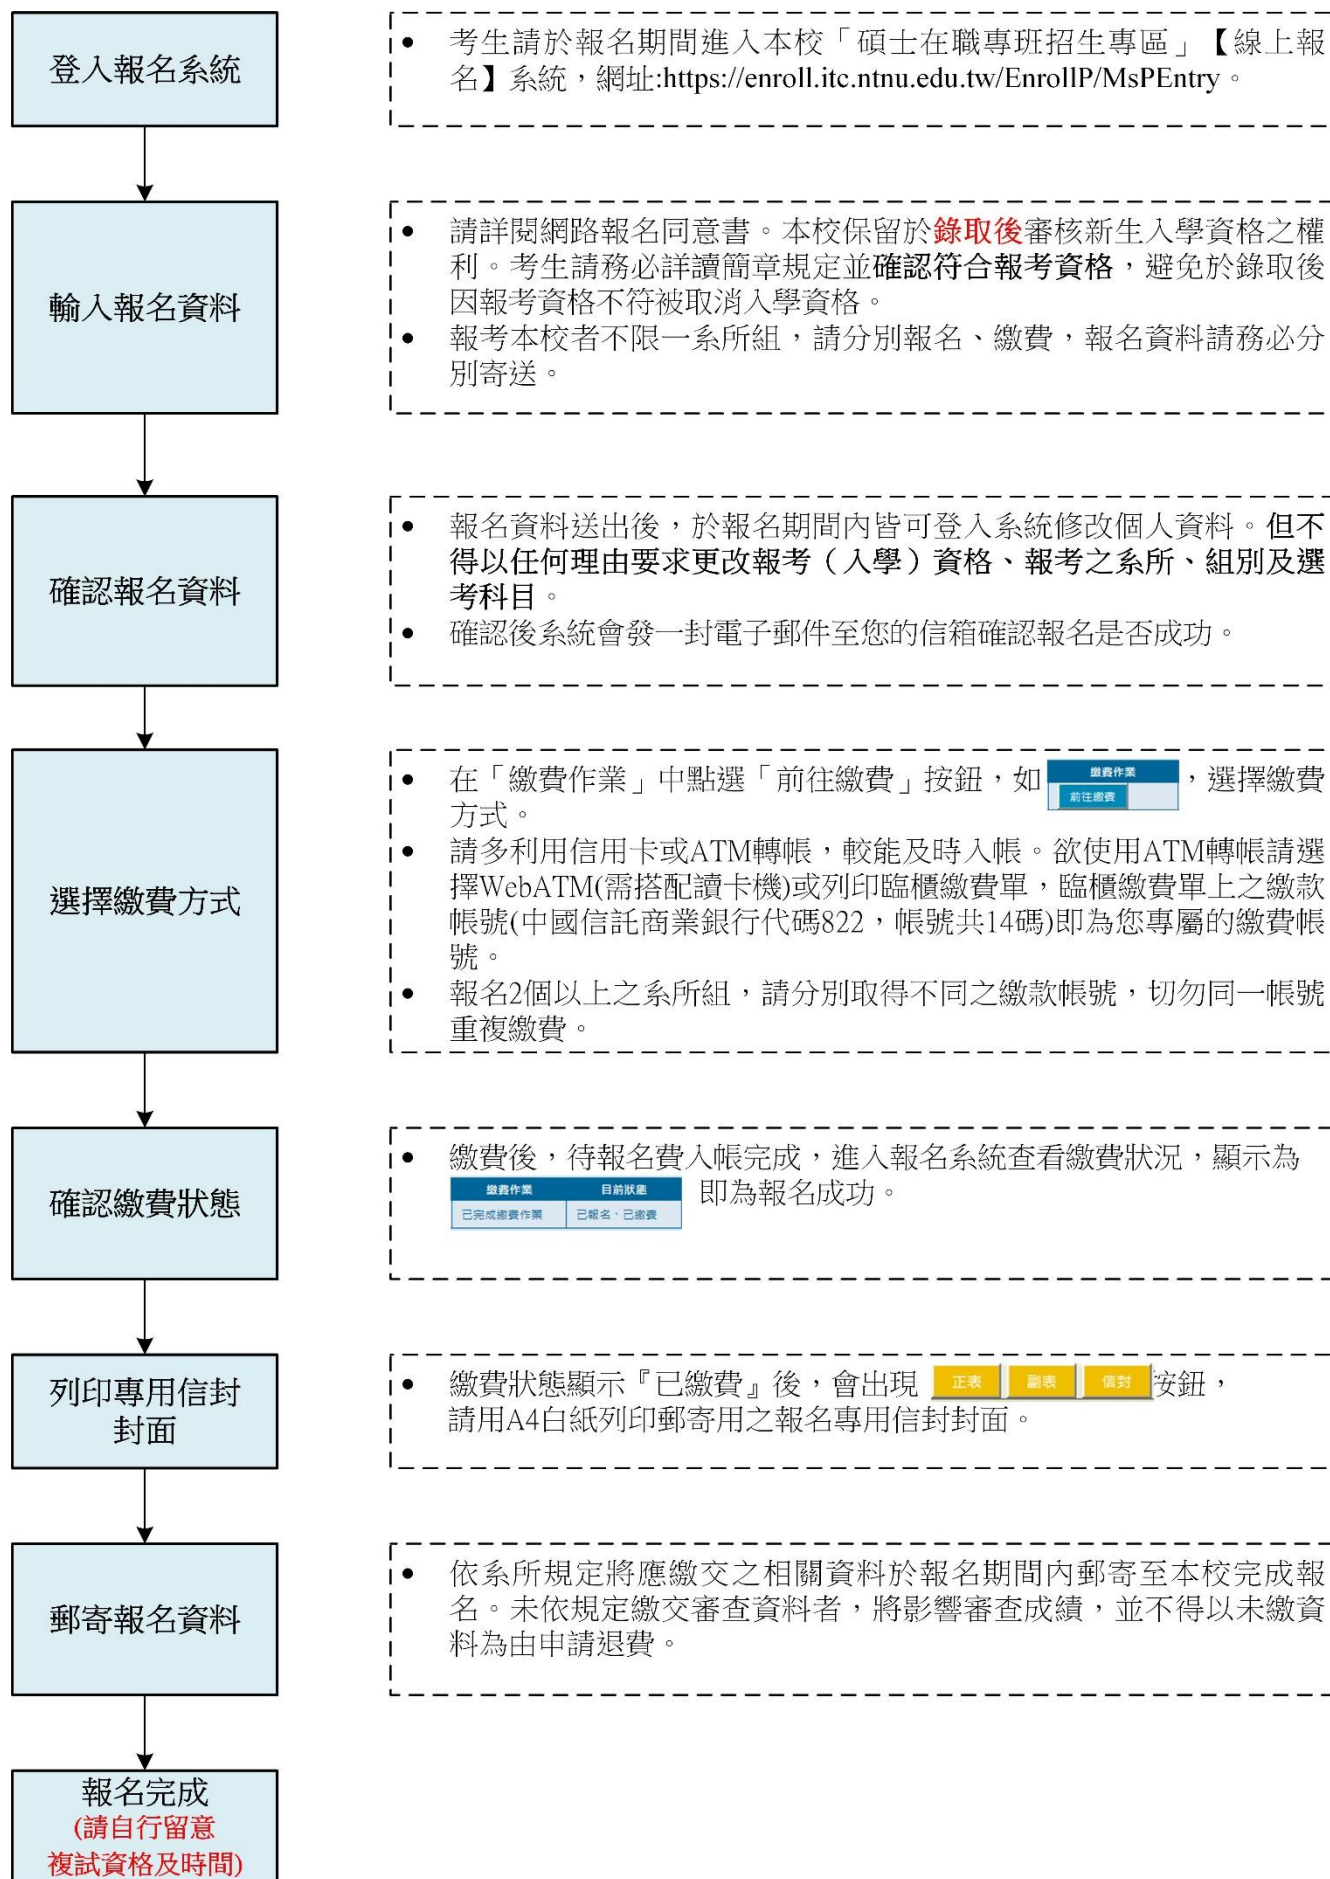 登入報名系統
• 考生請於報名期間進入本校「碩士在職專班招生專區」【線上報
名】系統，網址:https://enroll.itc.ntnu.edu.tw/EnrollP/MsPEntry。
輸入報名資料
• 請詳閱網路報名同意書。本校保留於錄取後審核新生入學資格之權
利。考生請務必詳讀簡章規定並確認符合報考資格，避免於錄取後
因報考資格不符被取消入學資格。
• 報考本校者不限一系所組，請分別報名、繳費，報名資料請務必分
別寄送。
確認報名資料
• 報名資料送出後，於報名期間內皆可登入系統修改個人資料。但不
得以任何理由要求更改報考（入學）資格、報考之系所、組別及選
考科目。
• 確認後系統會發一封電子郵件至您的信箱確認報名是否成功。
選擇繳費方式
• 在「繳費作業」中點選「前往繳費」按鈕，如 繳費作業 前往繳費 ，選擇繳費
方式。
• 請多利用信用卡或ATM轉帳，較能及時入帳。欲使用ATM轉帳請選
擇WebATM(需搭配讀卡機)或列印臨櫃繳費單，臨櫃繳費單上之繳款
帳號(中國信託商業銀行代碼822，帳號共14碼)即為您專屬的繳費帳
號。
• 報名2個以上之系所組，請分別取得不同之繳款帳號，切勿同一帳號
重複繳費。
確認繳費狀態
• 繳費後，待報名費入帳完成，進入報名系統查看繳費狀況，顯示為
繳費作業 目前狀態 即為報名成功。
已完成繳費作業 已報名、已繳費
列印專用信封
封面
• 繳費狀態顯示『已繳費』後，會出現 正表 副表 信封 按鈕，
請用A4白紙列印郵寄用之報名專用信封封面。
郵寄報名資料
• 依系所規定將應繳交之相關資料於報名期間內郵寄至本校完成報
名。未依規定繳交審查資料者，將影響審查成績，並不得以未繳資
料為由申請退費。
報名完成
(請自行留意
複試資格及時間)